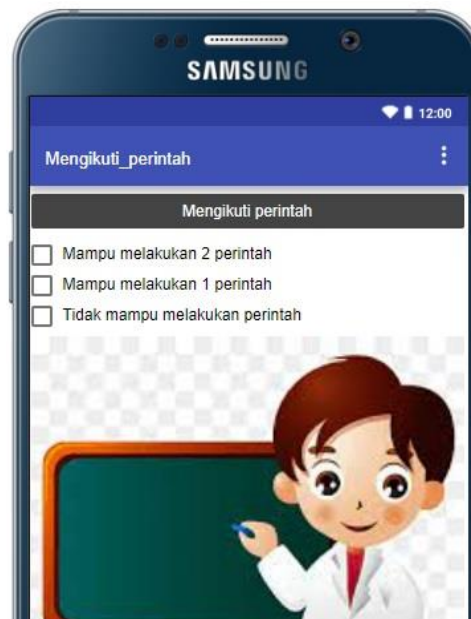 SAMSUNG
12:00
Mengikuti_perintah
Mengikuti perintah
Mampu melakukan 2 perintah
Mampu melakukan 1 perintah
Tidak mampu melakukan perintah